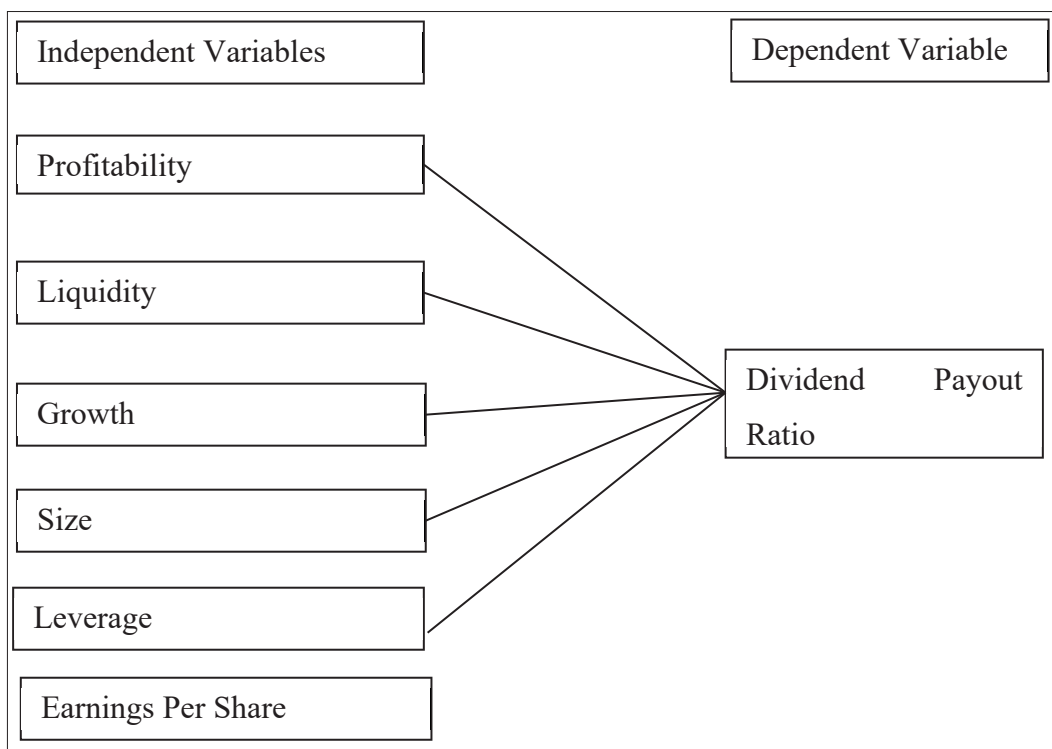 Independent Variables
Dependent Variable
Profitability
Liquidity
Growth
Size
Leverage
Earnings Per Share
Dividend Payout
Ratio